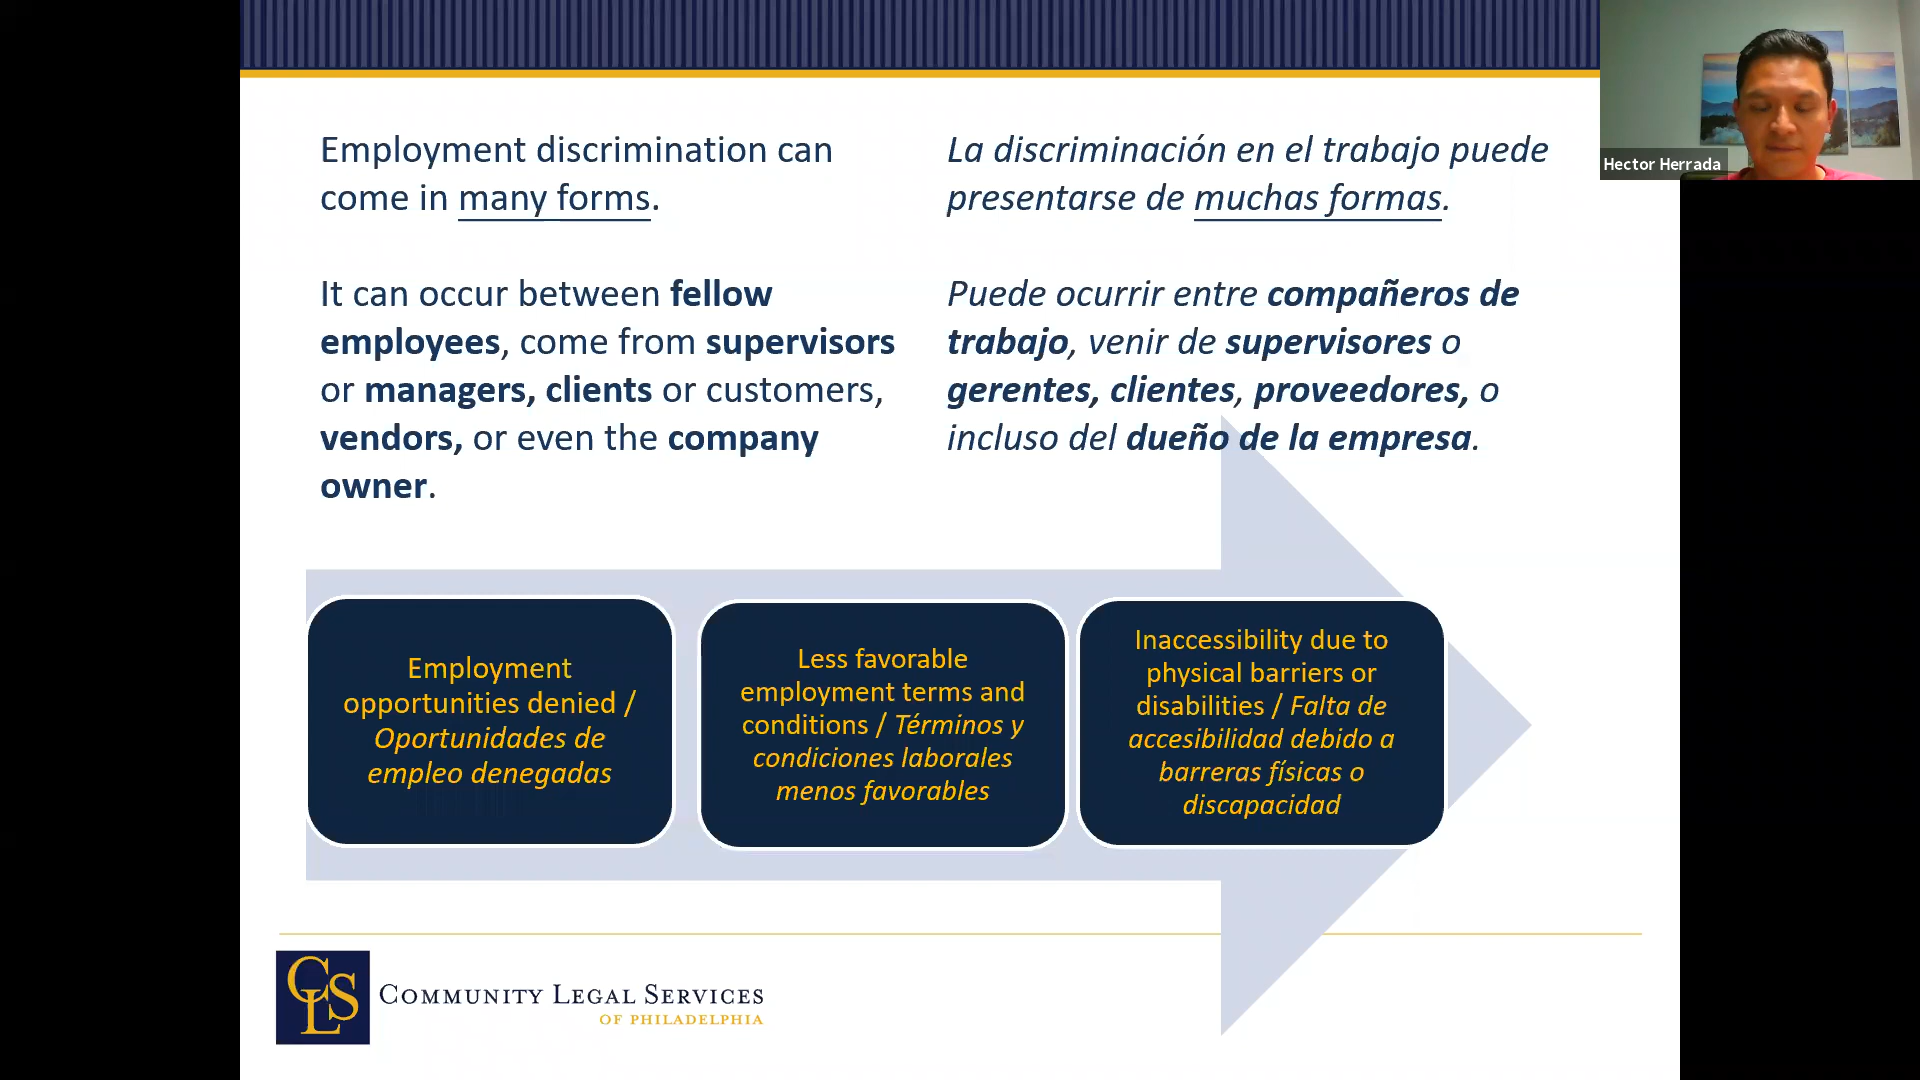 Employment discrimination can
come in many forms.
It can occur between fellow
employees, come from supervisors
or managers, clients or customers,
vendors, or even the company
owner.
La discriminación en el trabajo puede
presentarse de muchas formas.
Puede ocurrir entre compañeros de
trabajo, venir de supervisores o
gerentes, clientes, proveedores, o
incluso del dueño de la empresa.
Hector Herrada
Employment
opportunities denied /
Oportunidades de
empleo denegadas
Less favorable
employment terms and
conditions / Términos y
condiciones laborales
menos favorables
Inaccessibility due to
physical barriers or
disabilities / Falta de
accesibilidad debido a
barreras físicas o
discapacidad
CLS
COMMUNITY LEGAL SERVICES
OF PHILADELPHIA